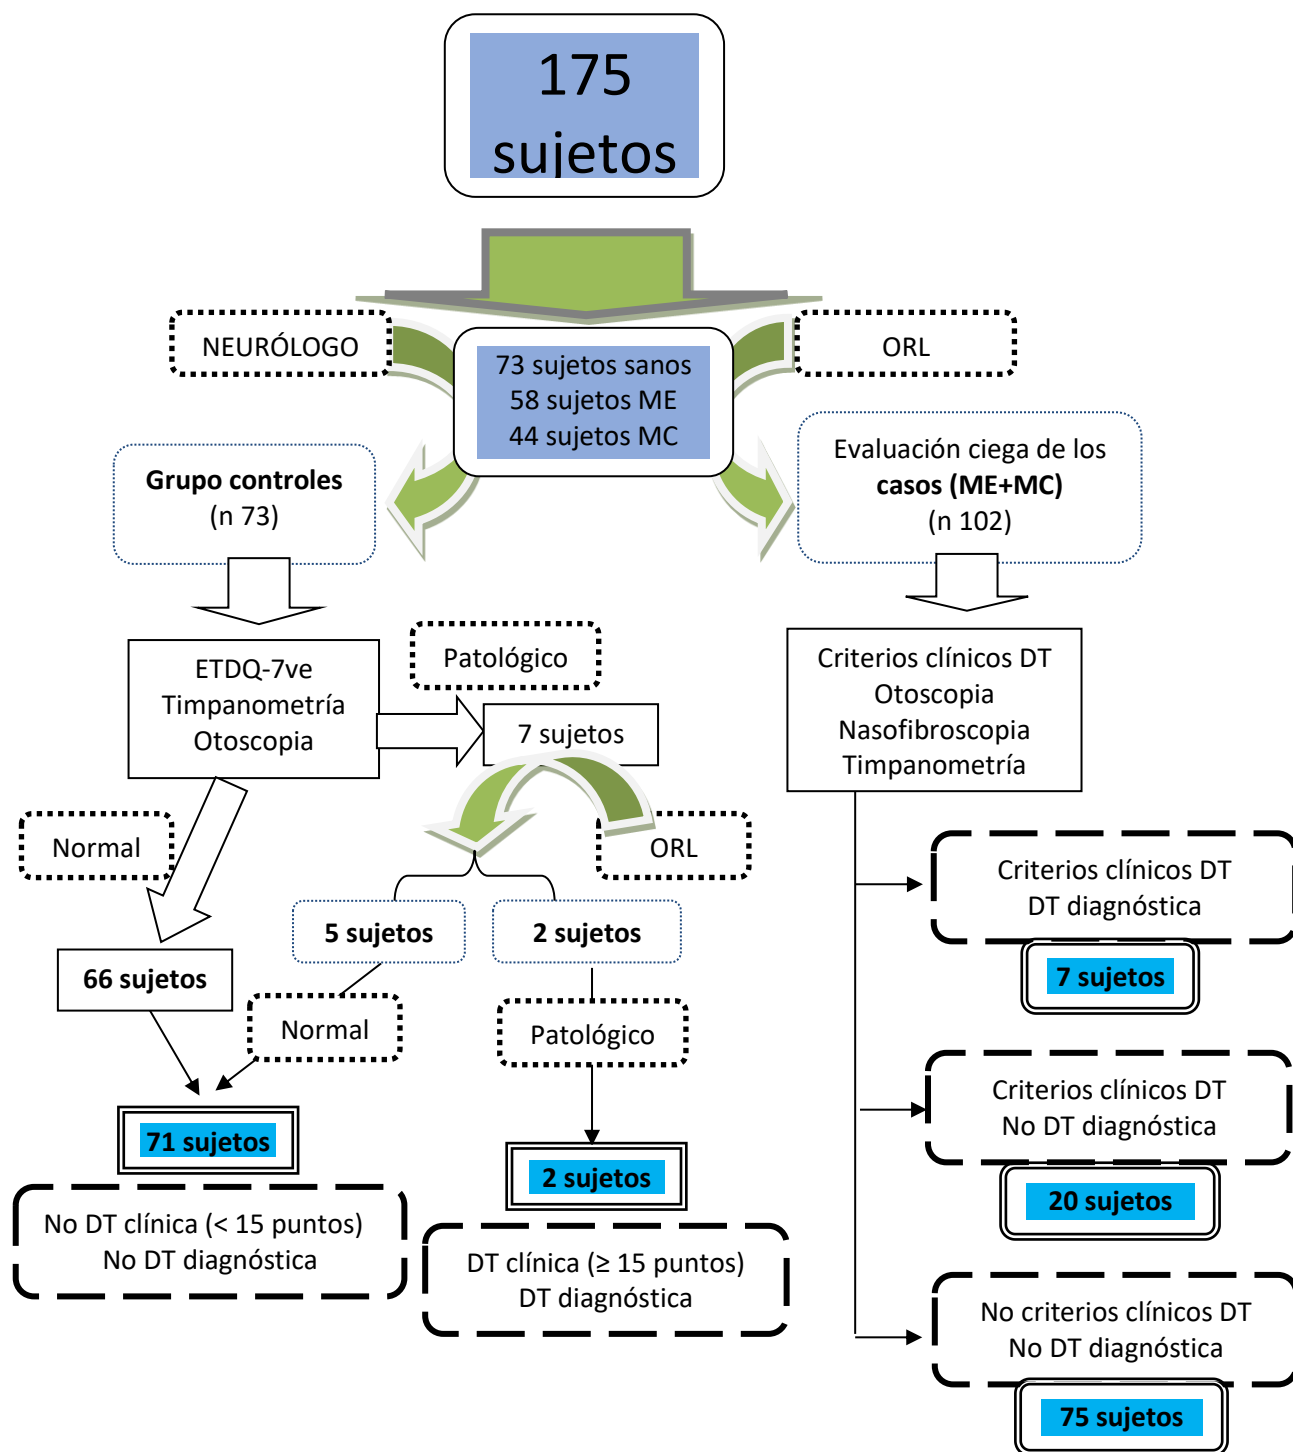 175
sujetos
NEURÓLOGO
ORL
73 sujetos sanos
58 sujetos ME
44 sujetos MC
Grupo controles
(n 73)
Evaluación ciega de los
casos (ME+MC)
(n 102)
ETDQ-7ve
Timpanometría
Otoscopia
Patológico
7 sujetos
Criterios clínicos DT
Otoscopia
Nasofibroscopia
Timpanometría
Normal
ORL
5 sujetos
2 sujetos
66 sujetos
Normal
Patológico
71 sujetos
No DT clínica (< 15 puntos)
No DT diagnóstica
2 sujetos
DT clínica (≥ 15 puntos)
DT diagnóstica
Criterios clínicos DT
DT diagnóstica
7 sujetos
Criterios clínicos DT
No DT diagnóstica
20 sujetos
No criterios clínicos DT
No DT diagnóstica
75 sujetos